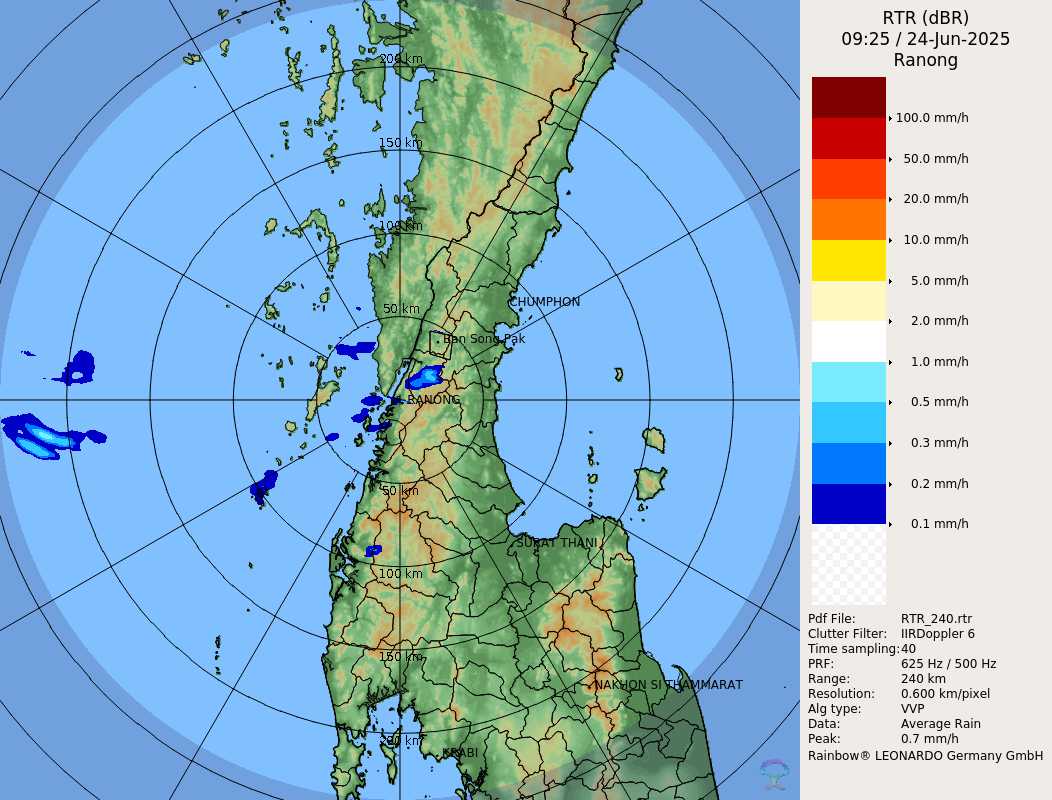 RTR (dBR)
09:25 / 24-Jun-2025
Ranong
100.0 mm/h
50.0 mm/h
20.0 mm/h
10.0 mm/h
5.0 mm/h
2.0 mm/h
1.0 mm/h
0.5 mm/h
0.3 mm/h
0.2 mm/h
0.1 mm/h
Pdf File: RTR_240.rtr
Clutter Filter: IIRDoppler 6
Time sampling:40
PRF: 625 Hz / 500 Hz
Range: 240 km
Resolution: 0.600 km/pixel
Alg type: VVP
Data: Average Rain
Peak: 0.7 mm/h
Rainbow® LEONARDO Germany GmbH
200 km
150 km
100 km
CHUMPHON
50 km
Ban Song Pak
RANONG
50 km
SURAT THANI
100 km
150 km
NAKHON SI THAMMARAT
200 km
KRABI